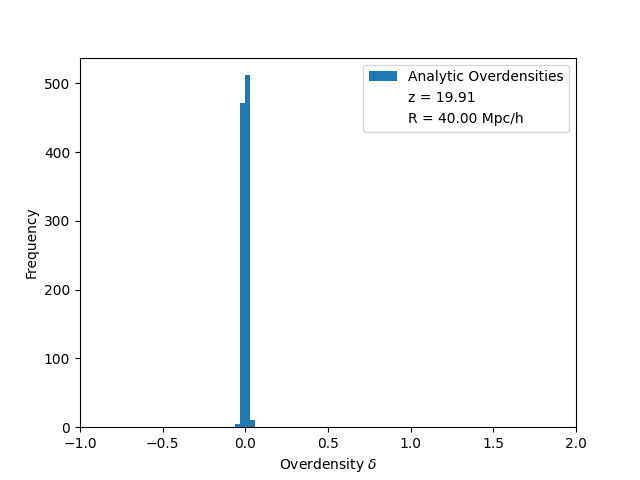 Analytic Overdensities
z = 19.91
R = 40.00 Mpc/h
500
400
300
200
100
0
Frequency
−1.0 −0.5 0.0 0.5 1.0 1.5 2.0
Overdensity δ